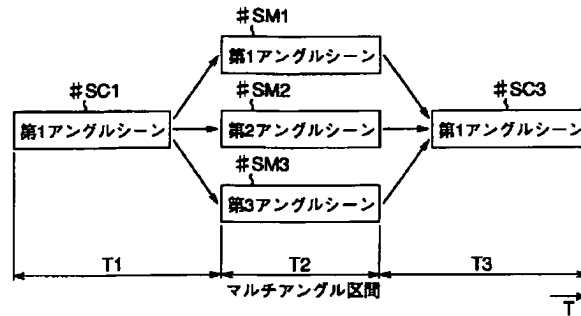 #SM1
第1アングルシーン
#SC1
第1アングルシーン
#SM2
第2アングルシーン
#SC3
第1アングルシーン
#SM3
第3アングルシーン
T1
T2
T3
マルチアングル区間
T